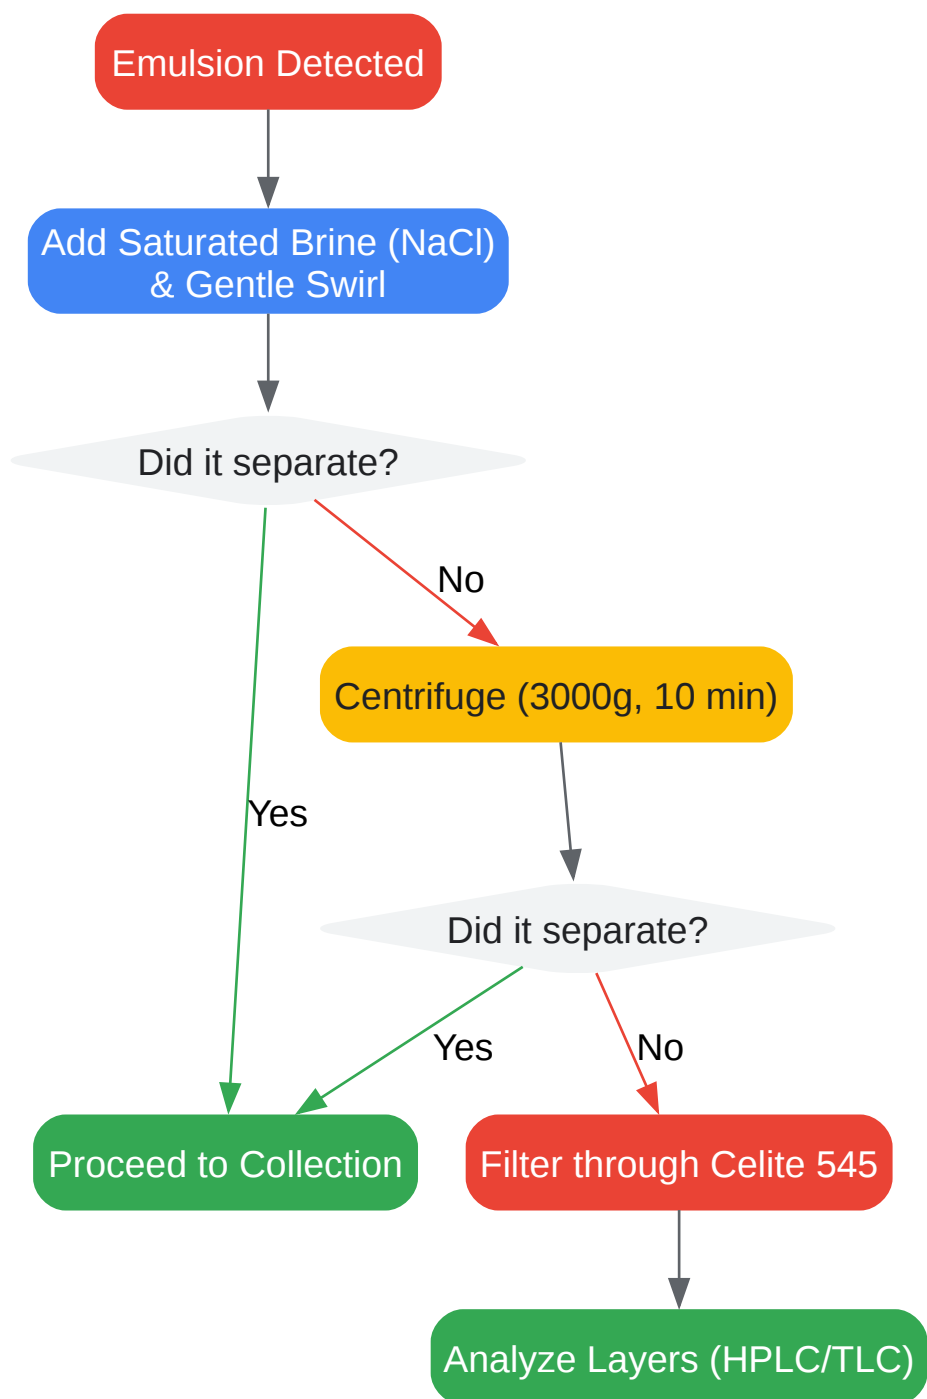 Emulsion Detected
Add Saturated Brine (NaCl)
& Gentle Swirl
Did it separate?
No
Centrifuge (3000g, 10 min)
Yes
Did it separate?
Yes
No
Proceed to Collection
Filter through Celite 545
Analyze Layers (HPLC/TLC)